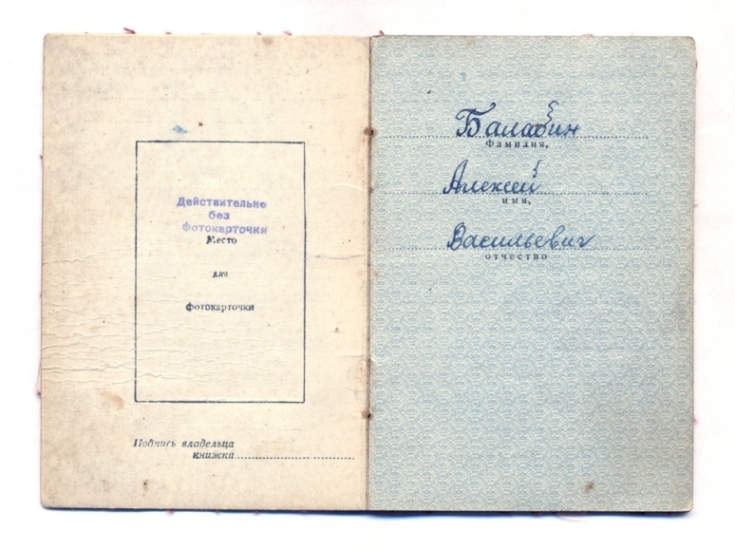 Действительно
без
фотокарточки
Место
для
фотокарточки
Подпись владельца
книжки
Балабин
фамилия,
Алексей
имя,
Васильевич
отчество